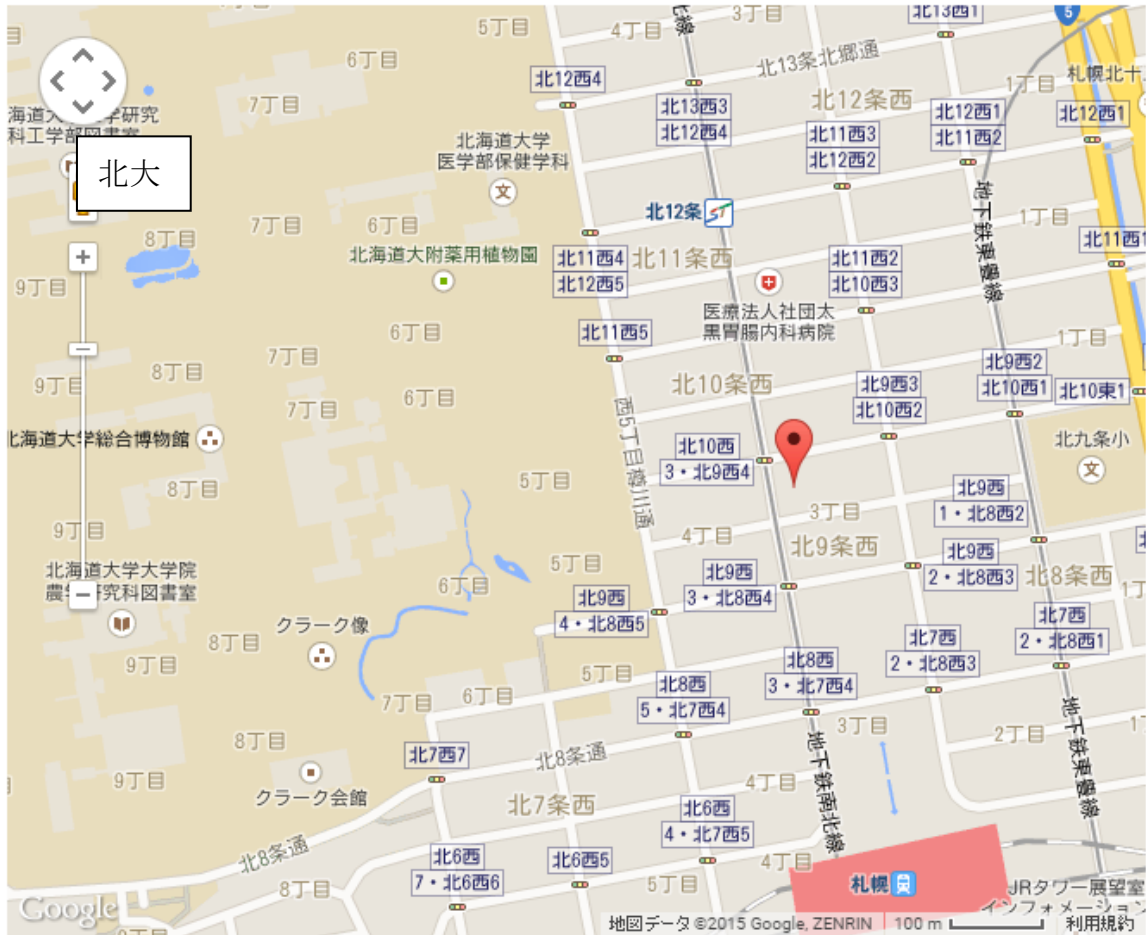 5丁目
4丁目
3丁目
北13西1
5
6丁目
北13条北郷通
北12西4
7丁目
北13西3
北12西4
北12条西
1丁目
札幌北十
北12西1
北11西2
北12西1
北海道大学
医学部保健学科
北11西3
北12西2
北大
文
北12条
7丁目
6丁目
1丁目
地下鉄東豊線
8丁目
北海道大附薬用植物園
北11西4
北12西5
北11条西
北11西2
北10西3
北11西1
9丁目
医療法人社団太
黒胃腸内科病院
6丁目
北11西5
1丁目
7丁目
8丁目
9丁目
北10条西
北9西3
北10西2
北9西2
北10西1
北10東1
6丁目
7丁目
西5丁目樽川通
北海道大学総合博物館
北10西
3・北9西4
北九条小
文
8丁目
5丁目
北9西
1・北8西2
3丁目
9丁目
4丁目
北9条西
北海道大学大学院
農学研究科図書室
5丁目
北9西
3・北8西4
北9西
2・北8西3
北8条西
6丁目
北9西
4・北8西5
北7西
2・北8西1
クラーク像
8丁目
北7西
2・北8西3
9丁目
5丁目
北8西
5・北7西4
北8西
3・北7西4
7丁目
6丁目
3丁目
2丁目
8丁目
北7西7
北8条通
地下鉄南北線
地下鉄東豊線
9丁目
クラーク会館
北7条西
4丁目
北6西
4・北7西5
北8条通
北6西
7・北6西6
北6西5
4丁目
8丁目
5丁目
札幌
JRタワー展望室
インフォメーション
Google
地図データ ©2015 Google, ZENRIN
100 m
利用規約